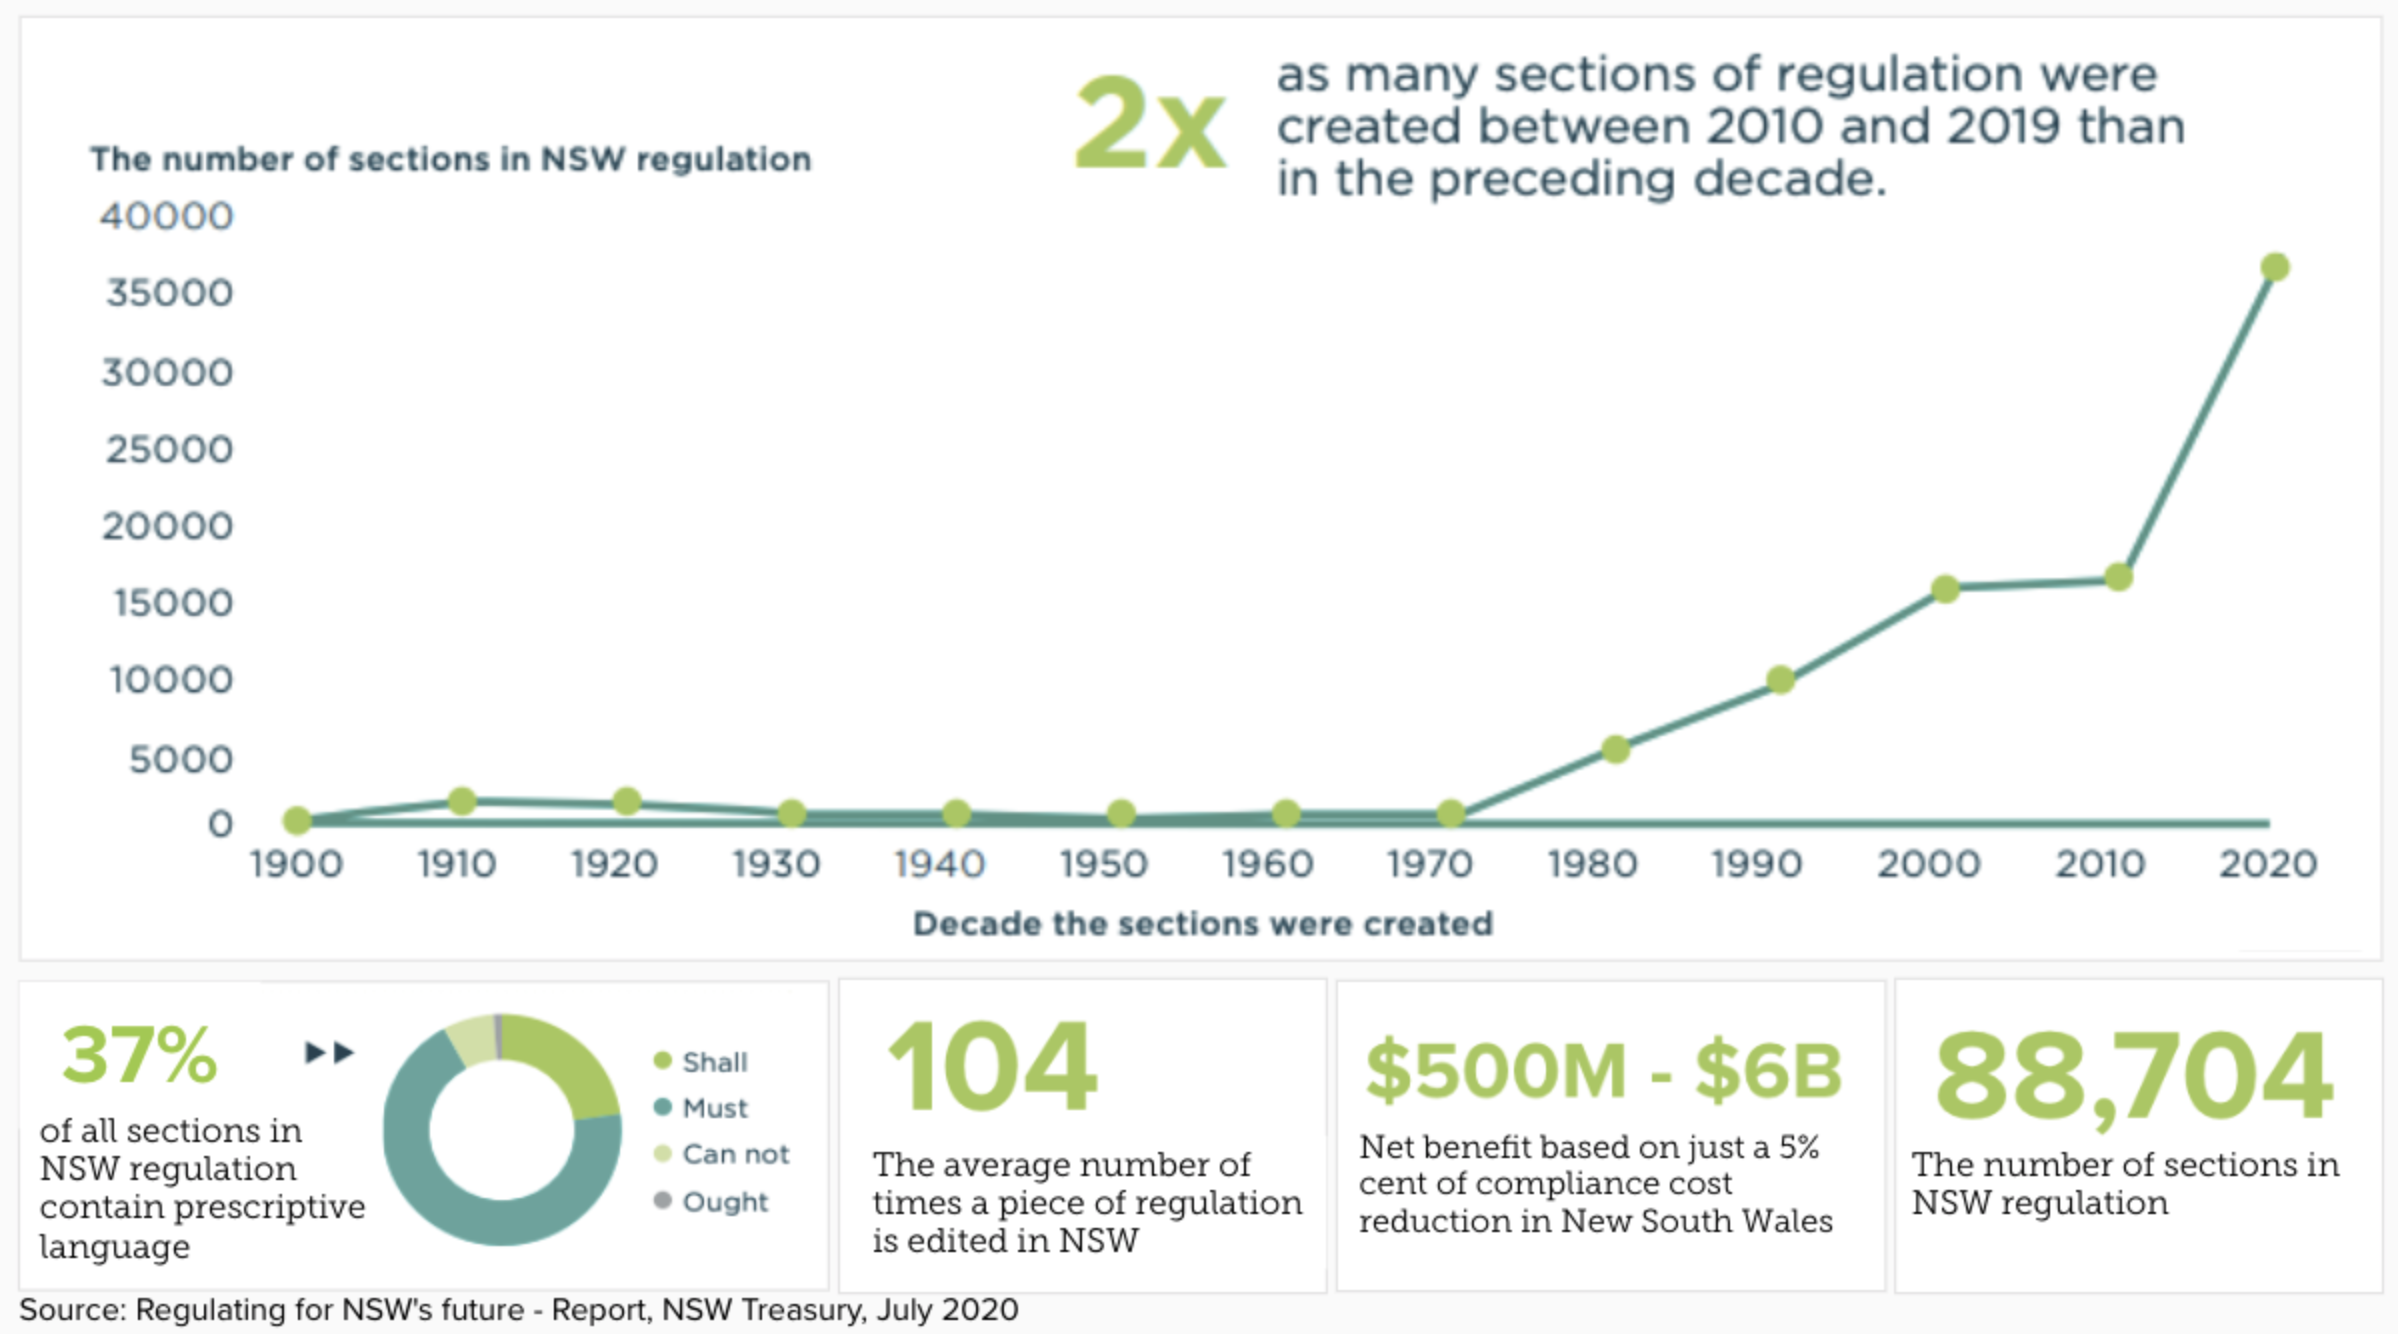 2x
as many sections of regulation were
created between 2010 and 2019 than
in the preceding decade.
The number of sections in NSW regulation
40000
35000
30000
25000
20000
15000
10000
5000
0
1900 1910 1920 1930 1940 1950 1960 1970 1980 1990 2000 2010 2020
Decade the sections were created
37%
of all sections in
NSW regulation
contain prescriptive
language
Shall
Must
Can not
Ought
104
The average number of
times a piece of regulation
is edited in NSW
$500M - $6B
Net benefit based on just a 5%
cent of compliance cost
reduction in New South Wales
88,704
The number of sections in
NSW regulation
Source: Regulating for NSW's future - Report, NSW Treasury, July 2020